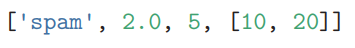 ['spam', 2.0, 5, [10, 20]]